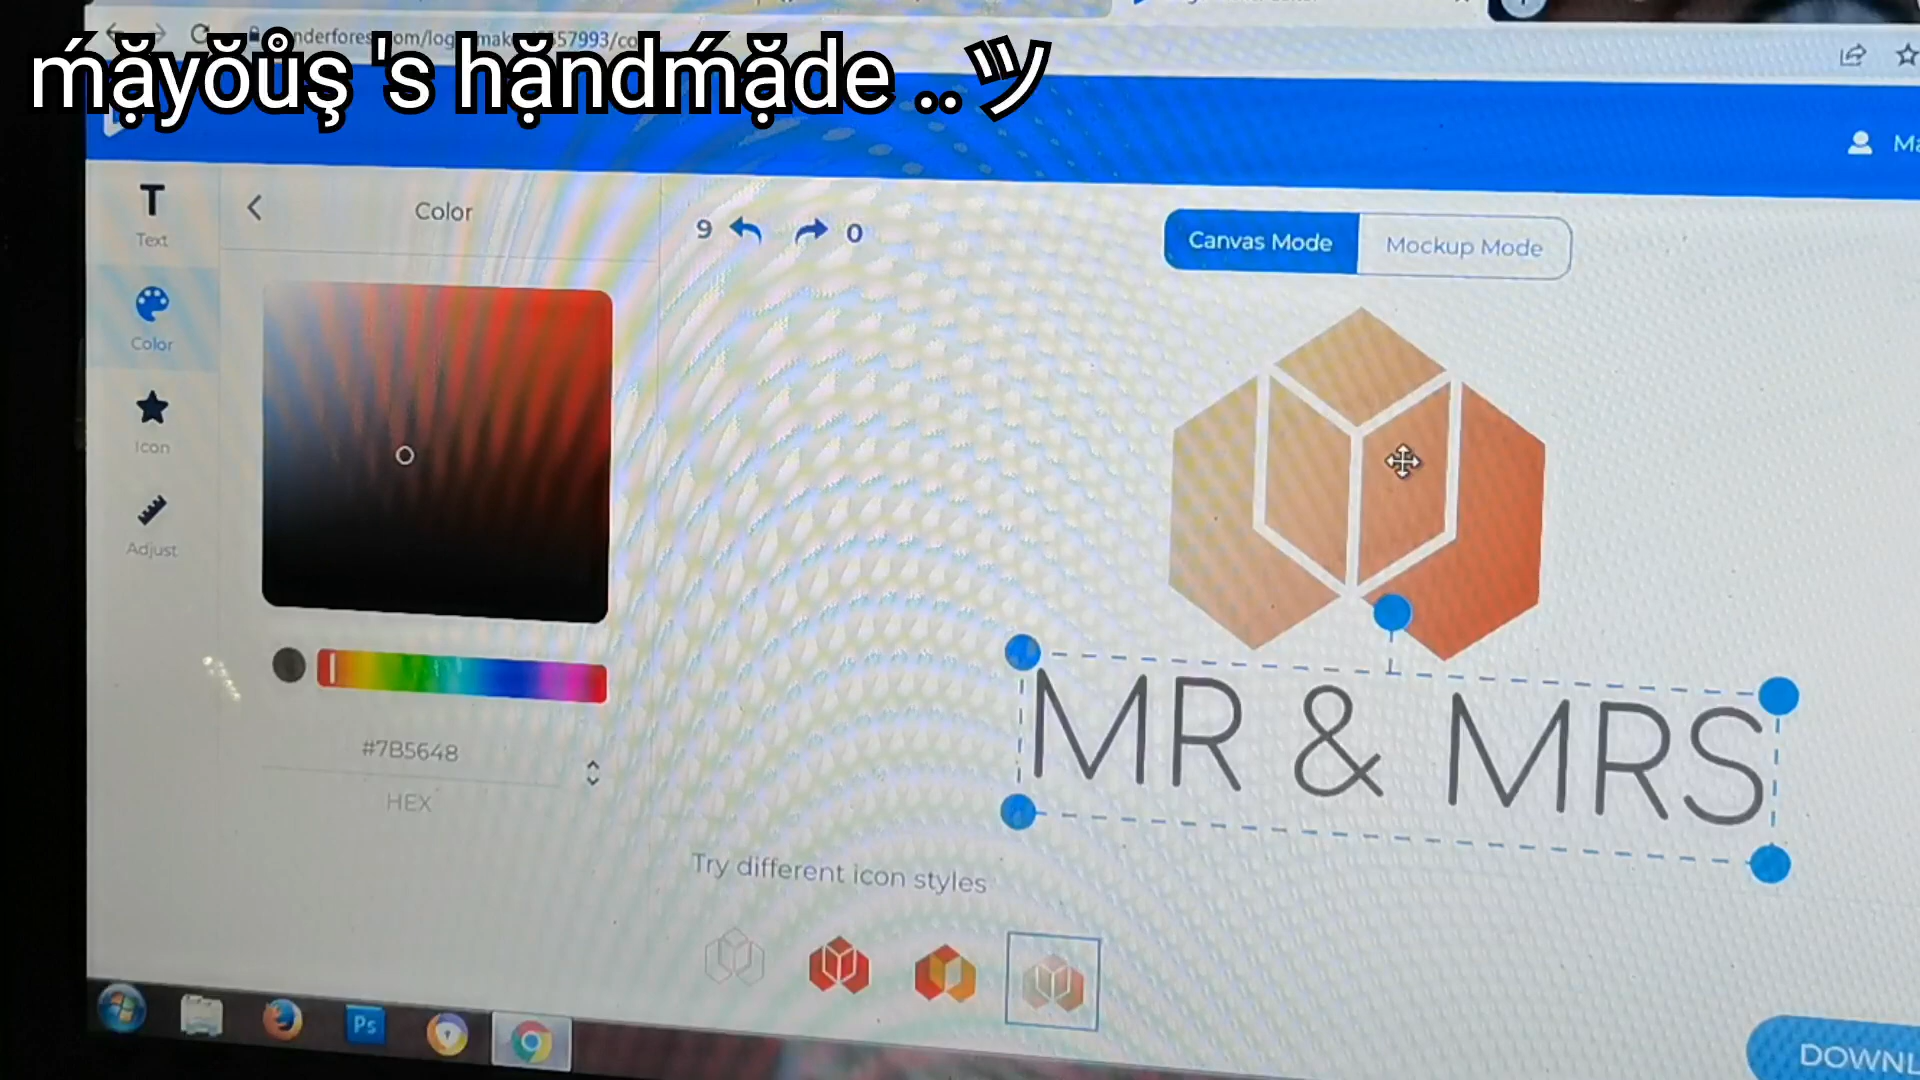 ḿặyŏůş 's hặndḿặde ..ツ
T
Text
Color
Color
Icon
Adjust
9
0
Canvas Mode
Mockup Mode
#7B5648
HEX
MR & MRS
Try different icon styles
Ps